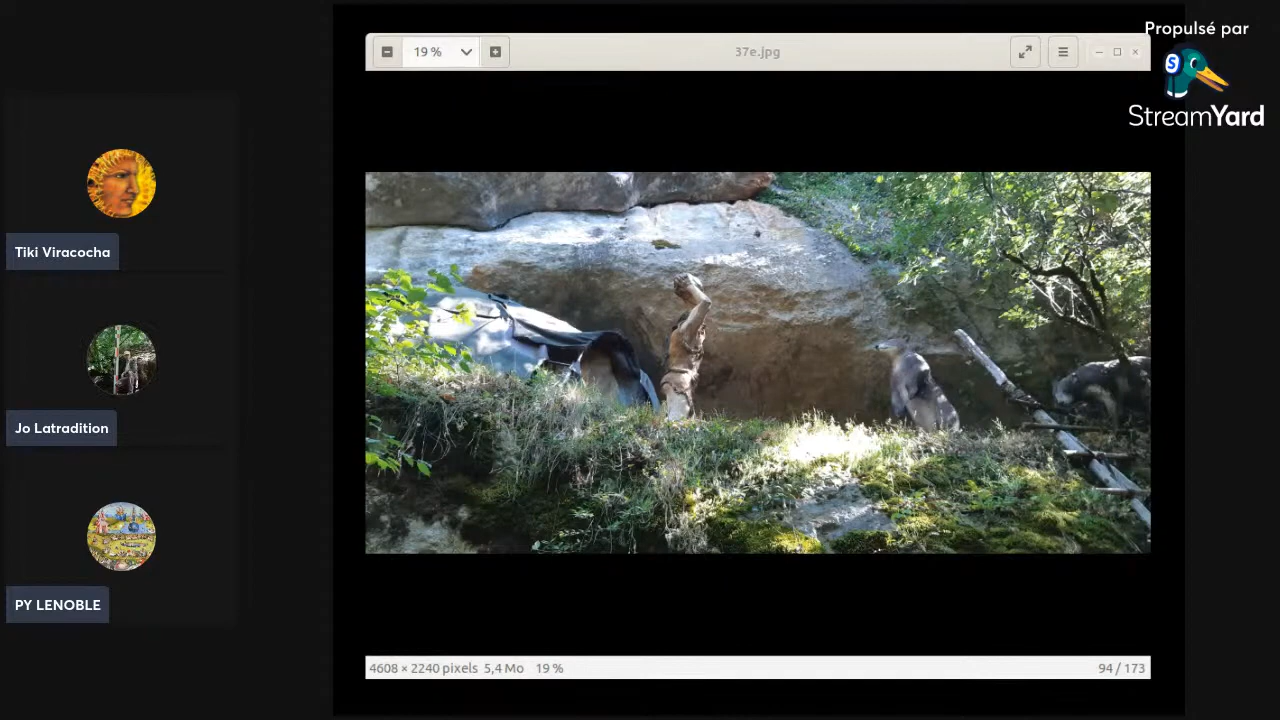 19 %
37e.jpg
Propulsé par
StreamYard
Tiki Viracocha
Jo Latradition
PY LENOBLE
4608 × 2240 pixels 5,4 Mo 19 %
94 / 173